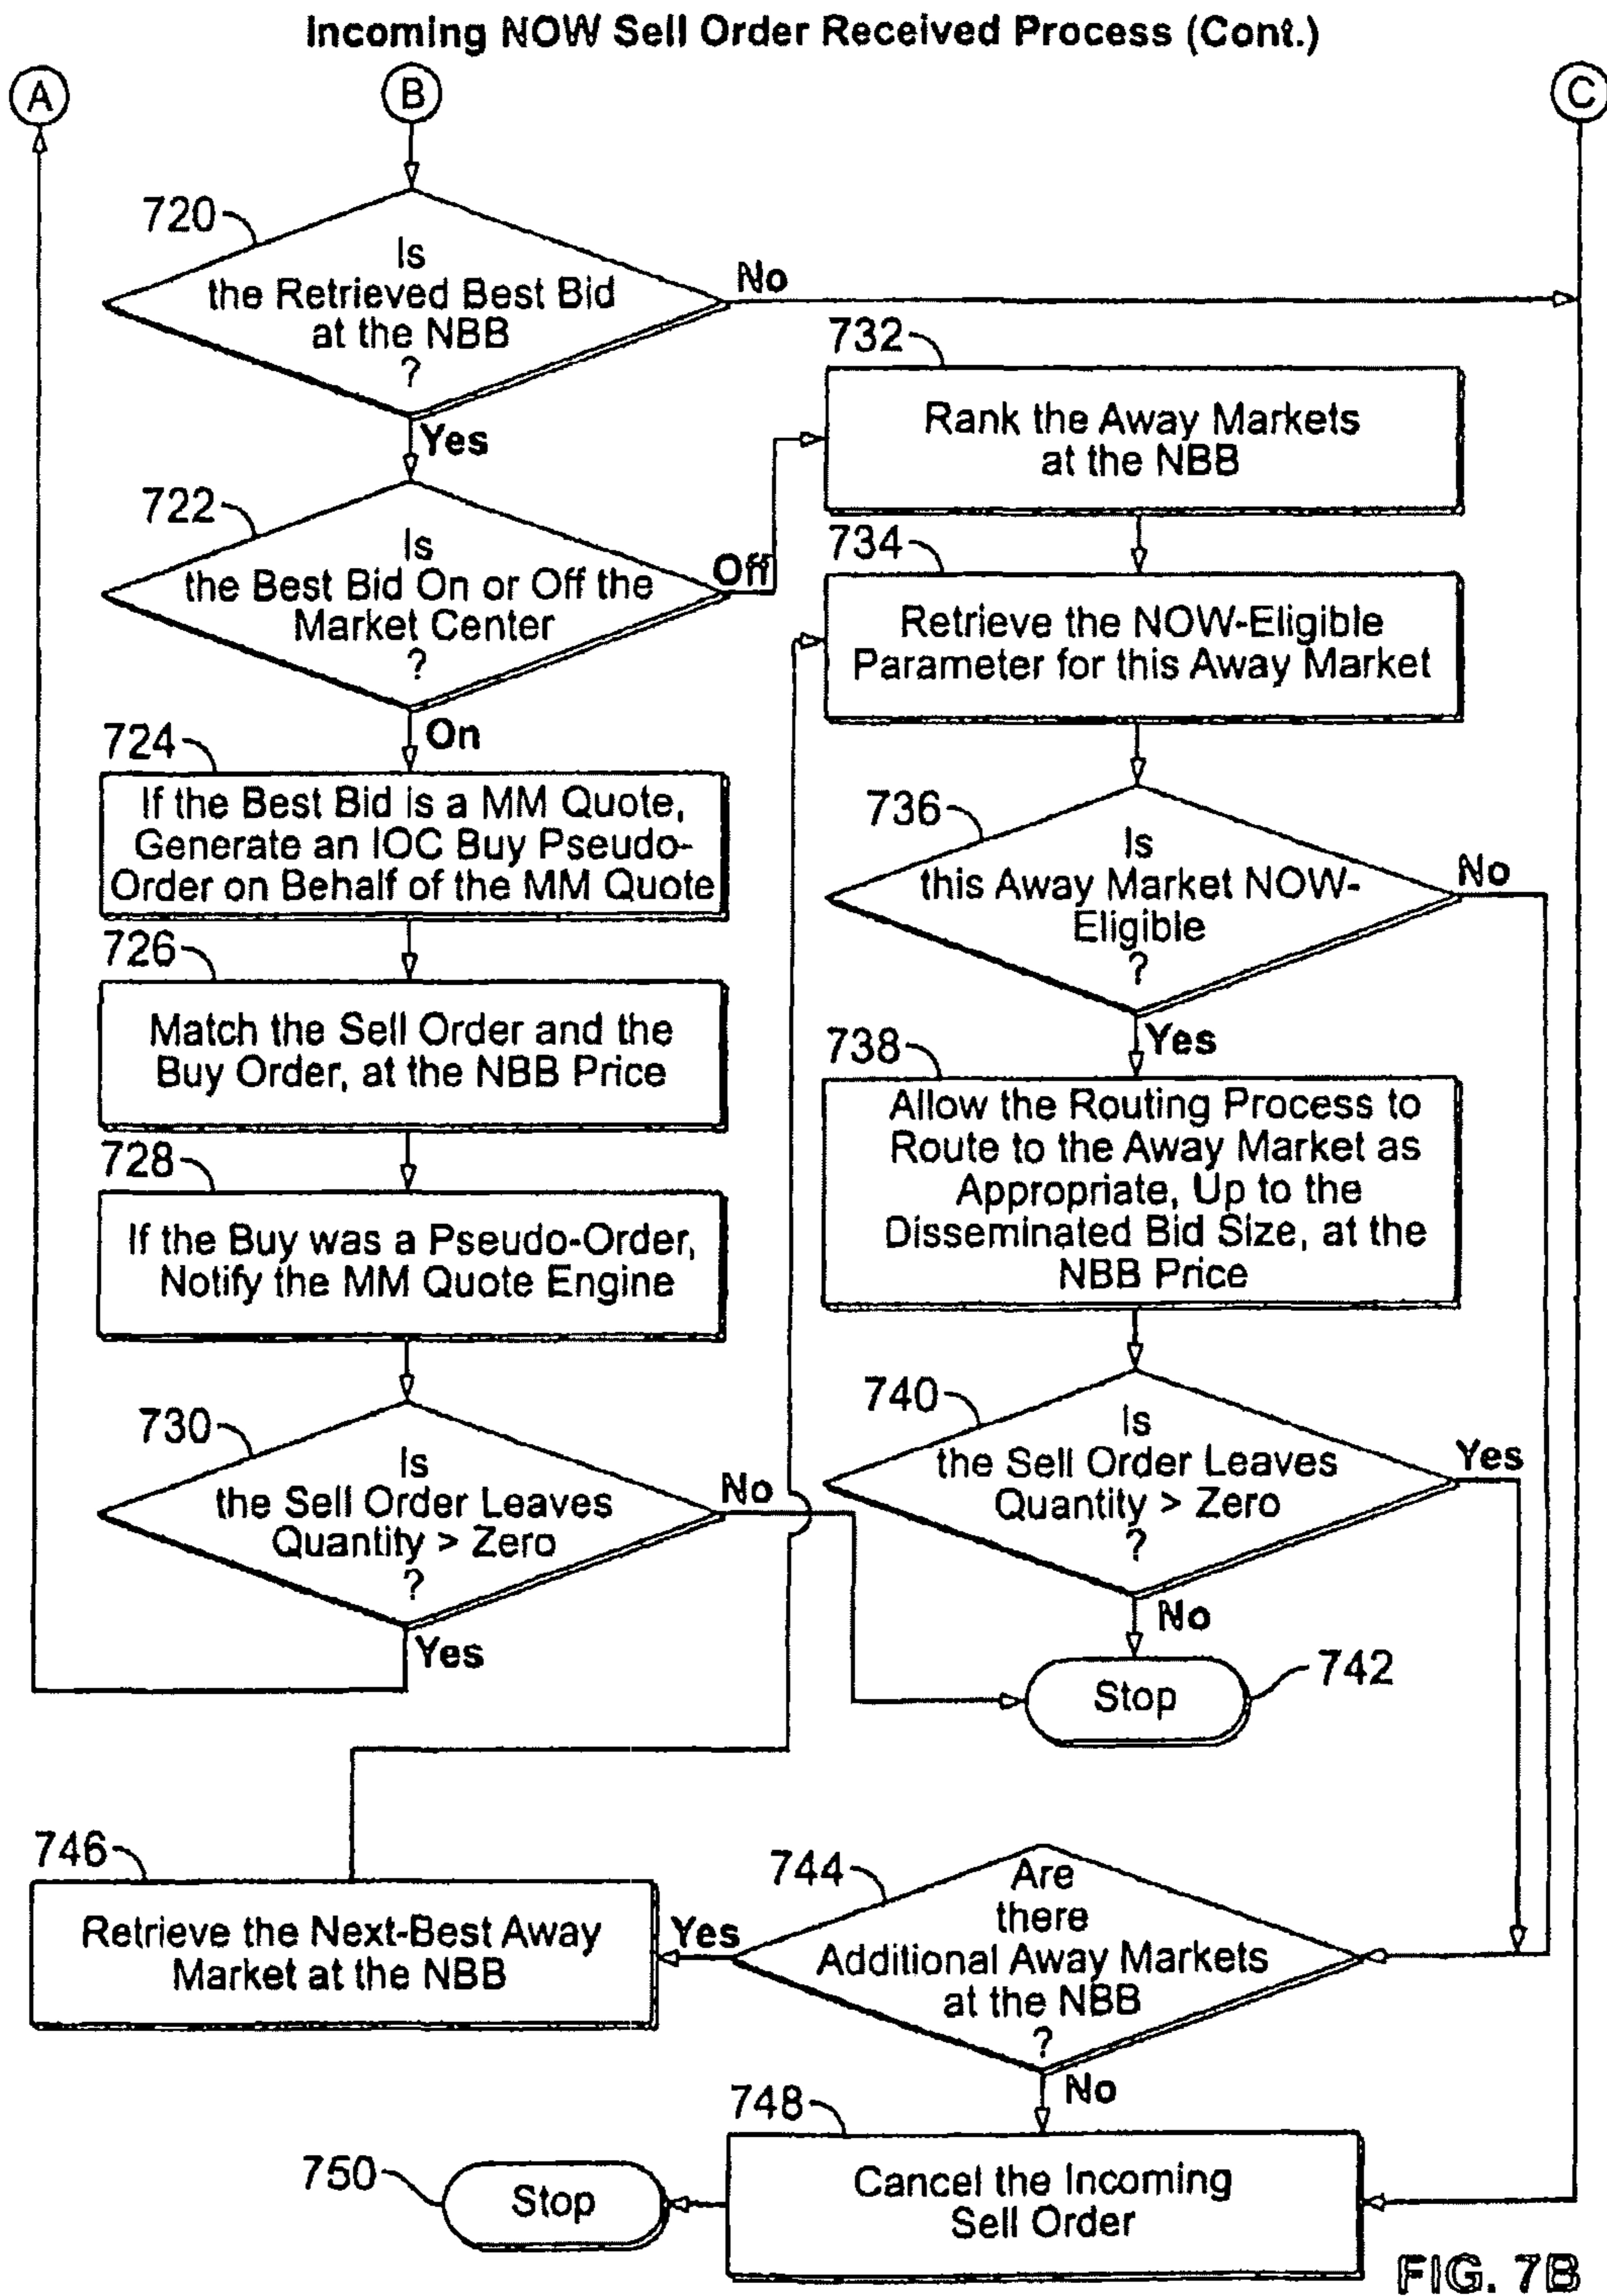 Incoming NOW Sell Order Received Process (Cont.)
A
B
C
720
Is
the Retrieved Best Bid
at the NBB
?
No
Yes
722
Is
the Best Bid On or Off the
Market Center
?
Off
On
724
If the Best Bid is a MM Quote,
Generate an IOC Buy Pseudo-
Order on Behalf of the MM Quote
726
Match the Sell Order and the
Buy Order, at the NBB Price
728
If the Buy was a Pseudo-Order,
Notify the MM Quote Engine
730
Is
the Sell Order Leaves
Quantity > Zero
?
No
Yes
732
Rank the Away Markets
at the NBB
734
Retrieve the NOW-Eligible
Parameter for this Away Market
736
Is
this Away Market NOW-
Eligible
?
No
Yes
738
Allow the Routing Process to
Route to the Away Market as
Appropriate, Up to the
Disseminated Bid Size, at the
NBB Price
740
Is
the Sell Order Leaves
Quantity > Zero
?
Yes
No
Stop
742
744
Are
there
Additional Away Markets
at the NBB
?
Yes
No
746
Retrieve the Next-Best Away
Market at the NBB
748
Cancel the Incoming
Sell Order
750
Stop
FIG. 7B